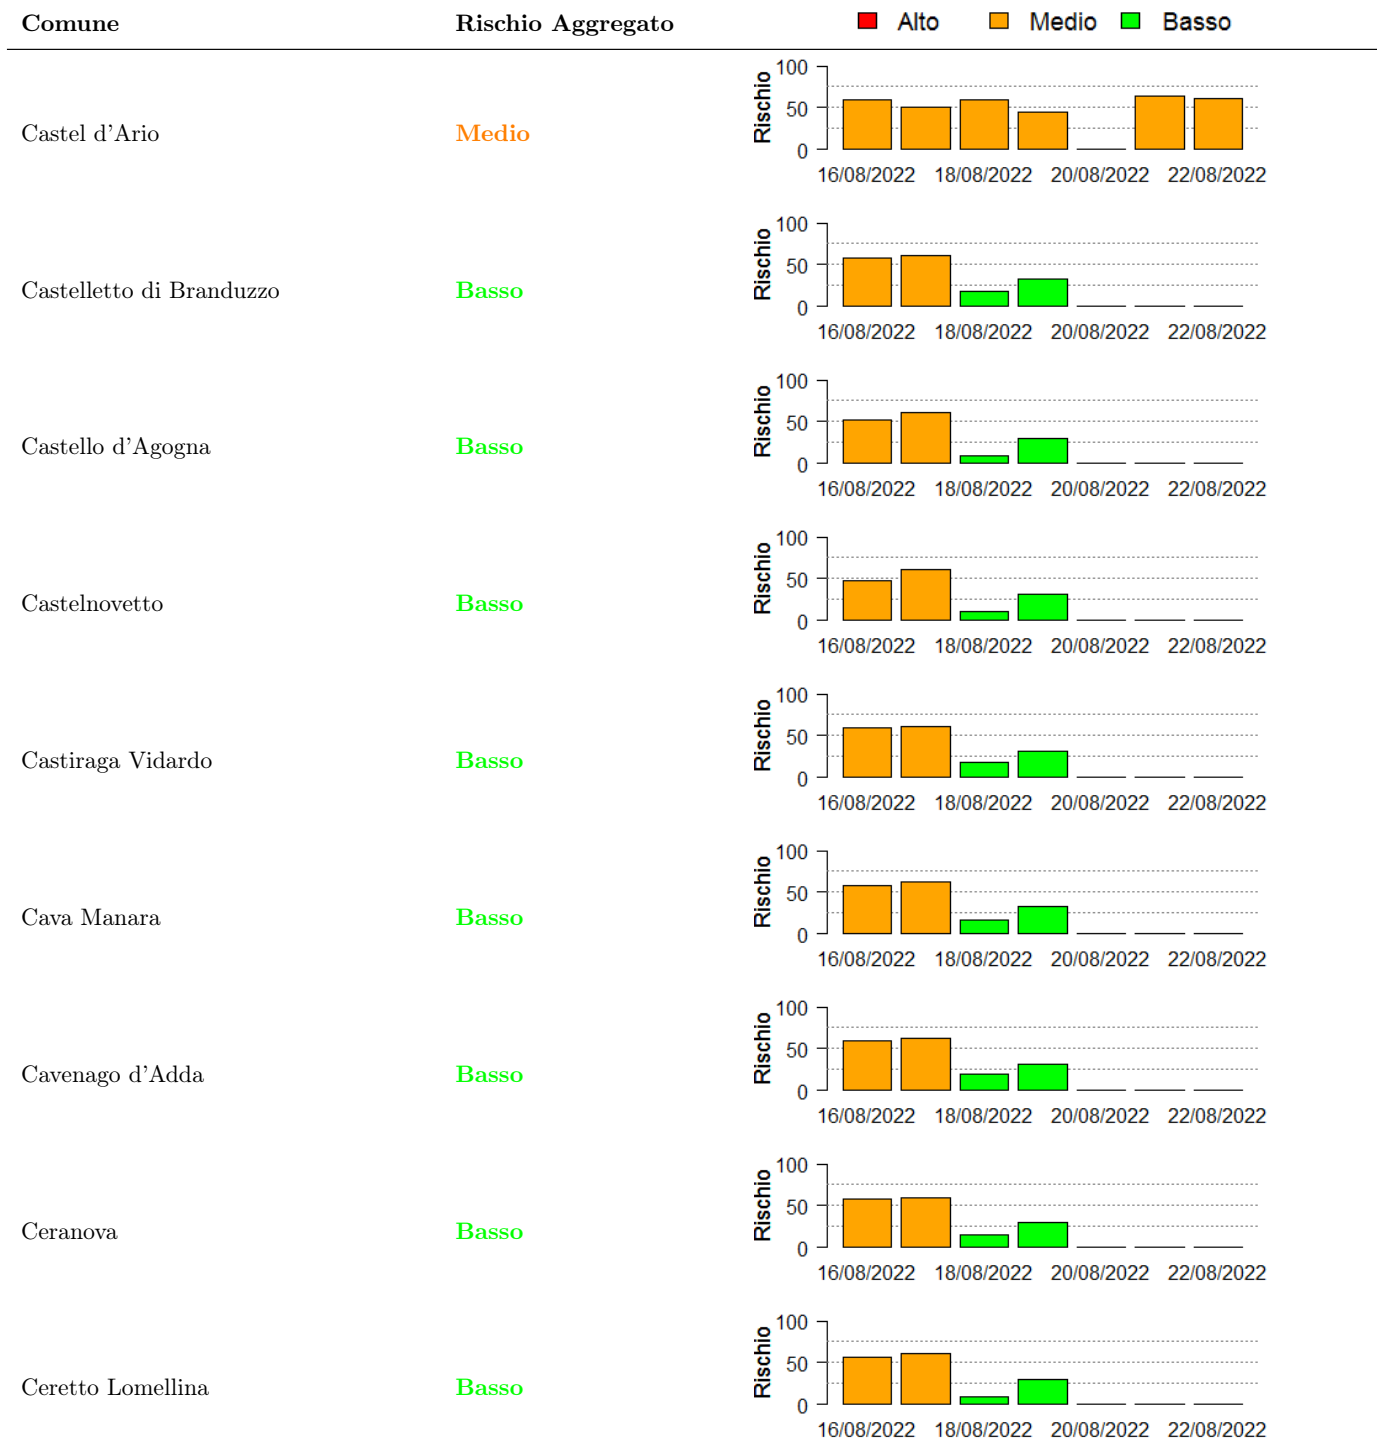 Comune Rischio Aggregato Alto Medio Basso
Castel d'Ario Medio
Rischio
100
50
0
16/08/2022 18/08/2022 20/08/2022 22/08/2022
Castelletto di Branduzzo Basso
Rischio
100
50
0
16/08/2022 18/08/2022 20/08/2022 22/08/2022
Castello d'Agogna Basso
Rischio
100
50
0
16/08/2022 18/08/2022 20/08/2022 22/08/2022
Castelnovetto Basso
Rischio
100
50
0
16/08/2022 18/08/2022 20/08/2022 22/08/2022
Castiraga Vidardo Basso
Rischio
100
50
0
16/08/2022 18/08/2022 20/08/2022 22/08/2022
Cava Manara Basso
Rischio
100
50
0
16/08/2022 18/08/2022 20/08/2022 22/08/2022
Cavenago d'Adda Basso
Rischio
100
50
0
16/08/2022 18/08/2022 20/08/2022 22/08/2022
Ceranova Basso
Rischio
100
50
0
16/08/2022 18/08/2022 20/08/2022 22/08/2022
Ceretto Lomellina Basso
Rischio
100
50
0
16/08/2022 18/08/2022 20/08/2022 22/08/2022